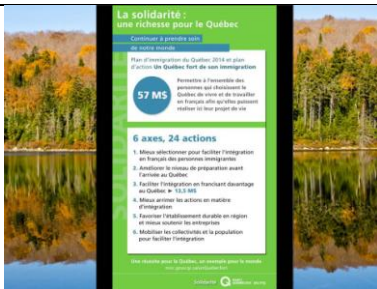 La solidarité :
une richesse pour le Québec
Continuer à prendre soin
de notre monde
Plan d'immigration du Québec 2014 et plan
d'action Un Québec fort de son immigration
SOLIDARITÉ
57 M$
Permettre à l'ensemble des
personnes qui choisissent le
Québec de vivre et de travailler
en français afin qu'elles puissent
réaliser ici leur projet de vie
6 axes, 24 actions
1. Mieux sélectionner pour faciliter l'intégration
en français des personnes immigrantes
2. Améliorer le niveau de préparation avant
l'arrivée au Québec
3. Faciliter l'intégration en francisant davantage
au Québec ► 13,5 M$
4. Mieux arrimer les actions en matière
d'intégration
5. Favoriser l'établissement durable en région
et mieux soutenir les entreprises
6. Mobiliser les collectivités et la population
pour faciliter l'intégration
Une réussite pour le Québec, un exemple pour le monde
Solidarité